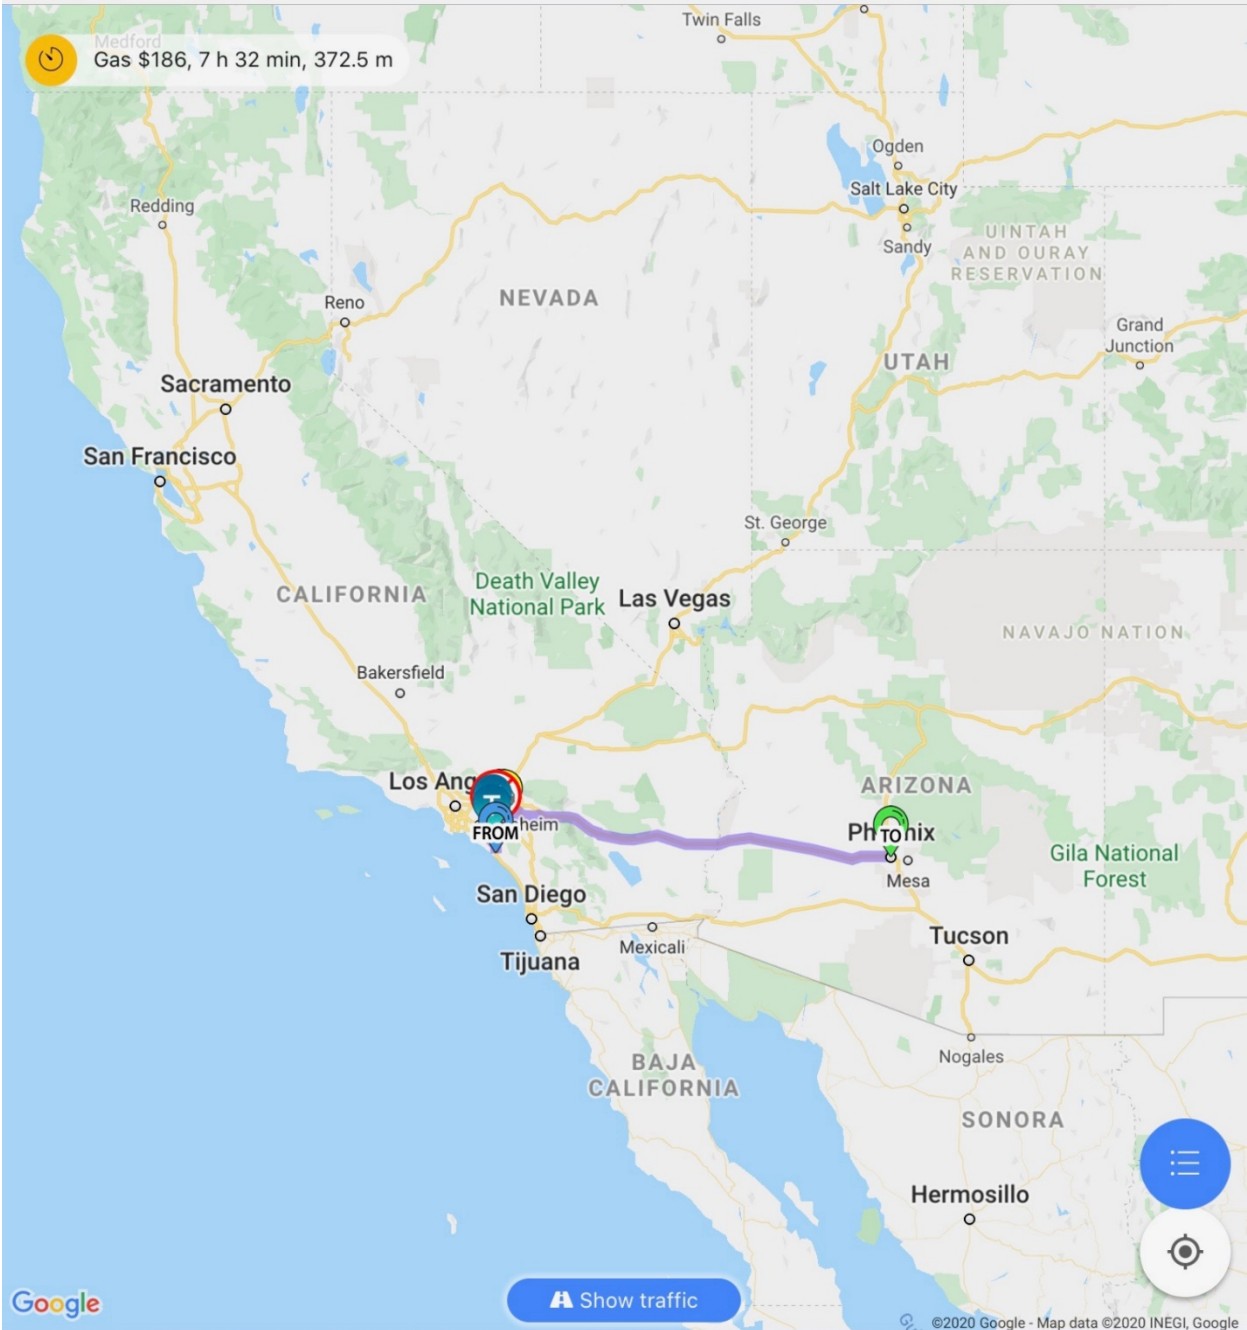 Twin Falls
Medford
Gas $186, 7 h 32 min, 372.5 m
Ogden
Salt Lake City
Redding
Sandy
UINTAH
AND OURAY
RESERVATION
NEVADA
Reno
Grand
Junction
UTAH
Sacramento
San Francisco
St. George
Death Valley
National Park
CALIFORNIA
Las Vegas
NAVAJO NATION
Bakersfield
Los Ang
ARIZONA
heim
FROM
Ph nix
TO
Gila National
Forest
Mesa
San Diego
Tucson
Mexicali
Tijuana
Nogales
BAJA
CALIFORNIA
SONORA
Hermosillo
Google
Show traffic
©2020 Google - Map data ©2020 INEGI, Google